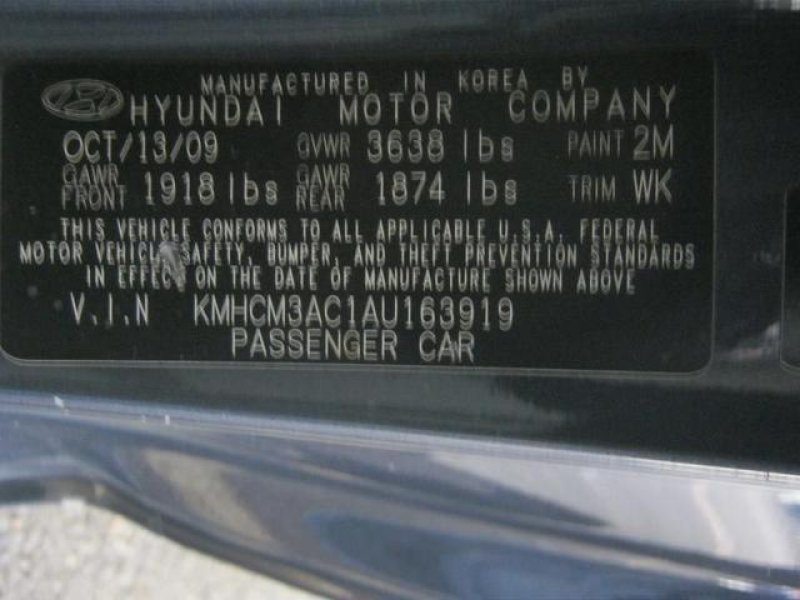 MANUFACTURED IN KOREA BY
HYUNDAI MOTOR COMPANY
OCT/13/09 GVWR 3638 lbs PAINT 2M
GAWR FRONT 1918 lbs GAWR REAR 1874 lbs TRIM WK
THIS VEHICLE CONFORMS TO ALL APPLICABLE U.S.A. FEDERAL
MOTOR VEHICLE SAFETY, BUMPER, AND THEFT PREVENTION STANDARDS
IN EFFECT ON THE DATE OF MANUFACTURE SHOWN ABOVE
V.I.N KMHCM3AC1AU163919
PASSENGER CAR